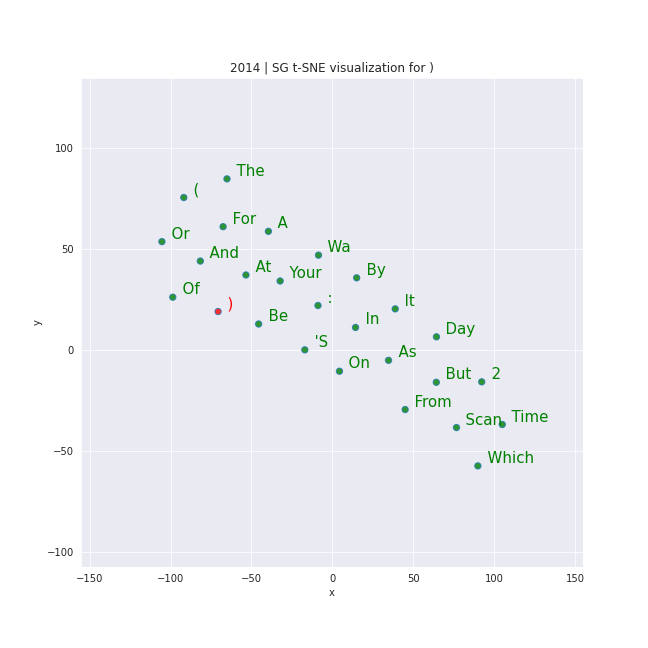 2014 | SG t-SNE visualization for )
The
(
For
A
Or
Wa
And
At
Your
By
Of
)
:
It
Be
In
Day
'S
As
On
But
2
From
Scan
Time
Which
100
50
0
−50
−100
y
−150
−100
−50
0
50
100
150
x